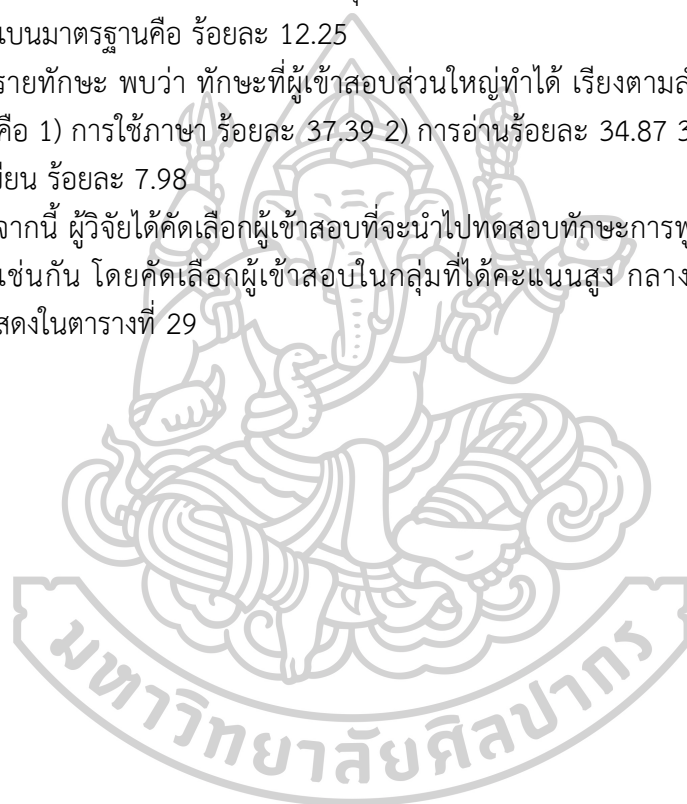 เบนมาตรฐานคือ ร้อยละ 12.25
รายทักษะ พบว่า ทักษะที่ผู้เข้าสอบส่วนใหญ่ทำได้ เรียงตาม
คือ 1) การใช้ภาษา ร้อยละ 37.39 2) การอ่านร้อยละ 34.87 3
ขียน ร้อยละ 7.98
จากนี้ ผู้วิจัยได้คัดเลือกผู้เข้าสอบที่จะนำไปทดสอบทักษะการพู
เช่นกัน โดยคัดเลือกผู้เข้าสอบในกลุ่มที่ได้คะแนนสูง กลาง
สดงในตารางที่ 29
มหาวิทยาลัยศิลปากร